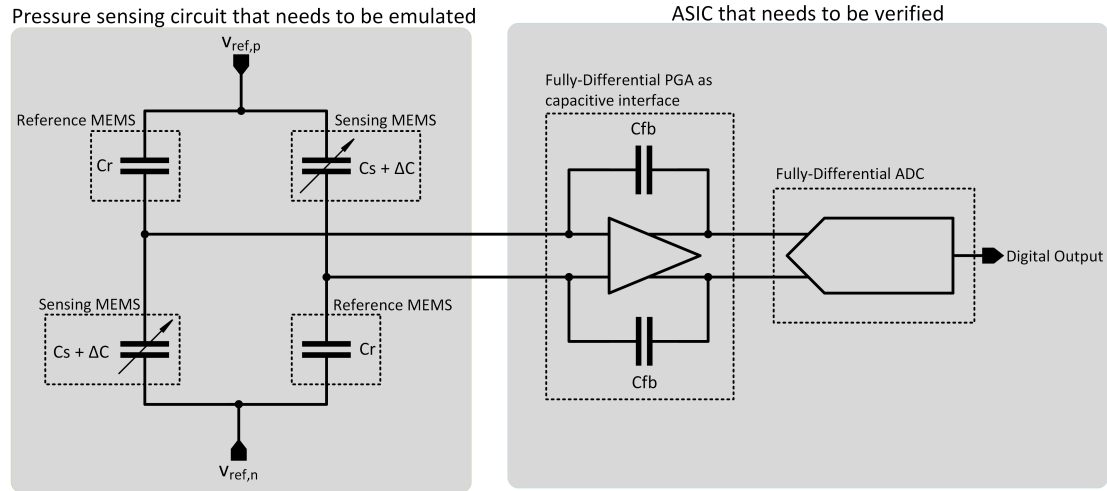 Pressure sensing circuit that needs to be emulated
ASIC that needs to be verified
Vref,p
Reference MEMS
Sensing MEMS
Cr
Cs + ΔC
Sensing MEMS
Reference MEMS
Cs + ΔC
Cr
Vref,n
Fully-Differential PGA as
capacitive interface
Cfb
Cfb
Fully-Differential ADC
Digital Output